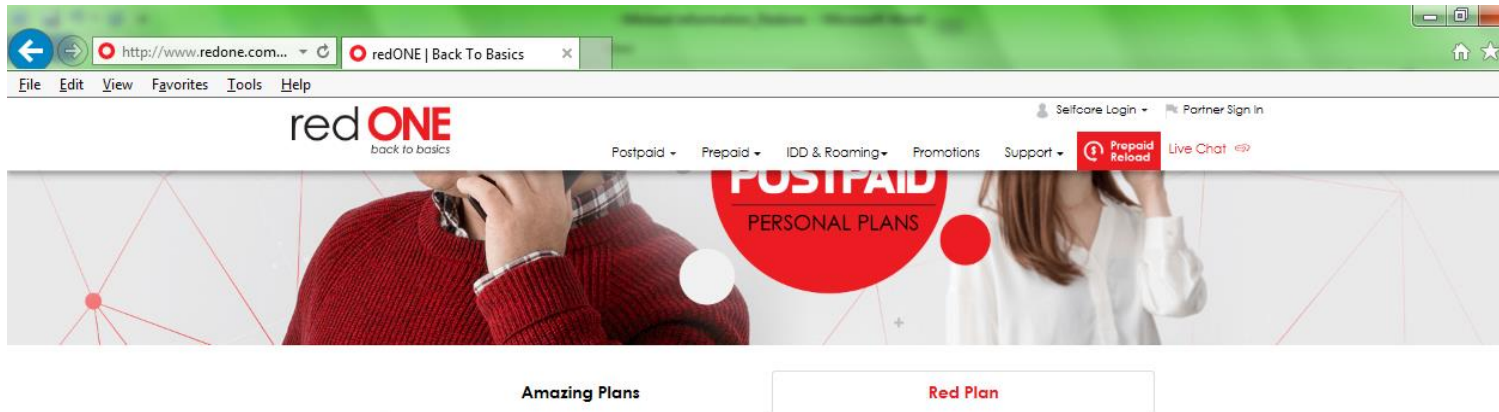 http://www.redone.com...
redONE | Back To Basics
File Edit View Favorites Tools Help
red ONE
back to basics
Selfcare Login
Partner Sign In
Postpaid
Prepaid
IDD & Roaming
Promotions
Support
Prepaid
Reload
Live Chat
POSTPAID
PERSONAL PLANS
Amazing Plans
Red Plan